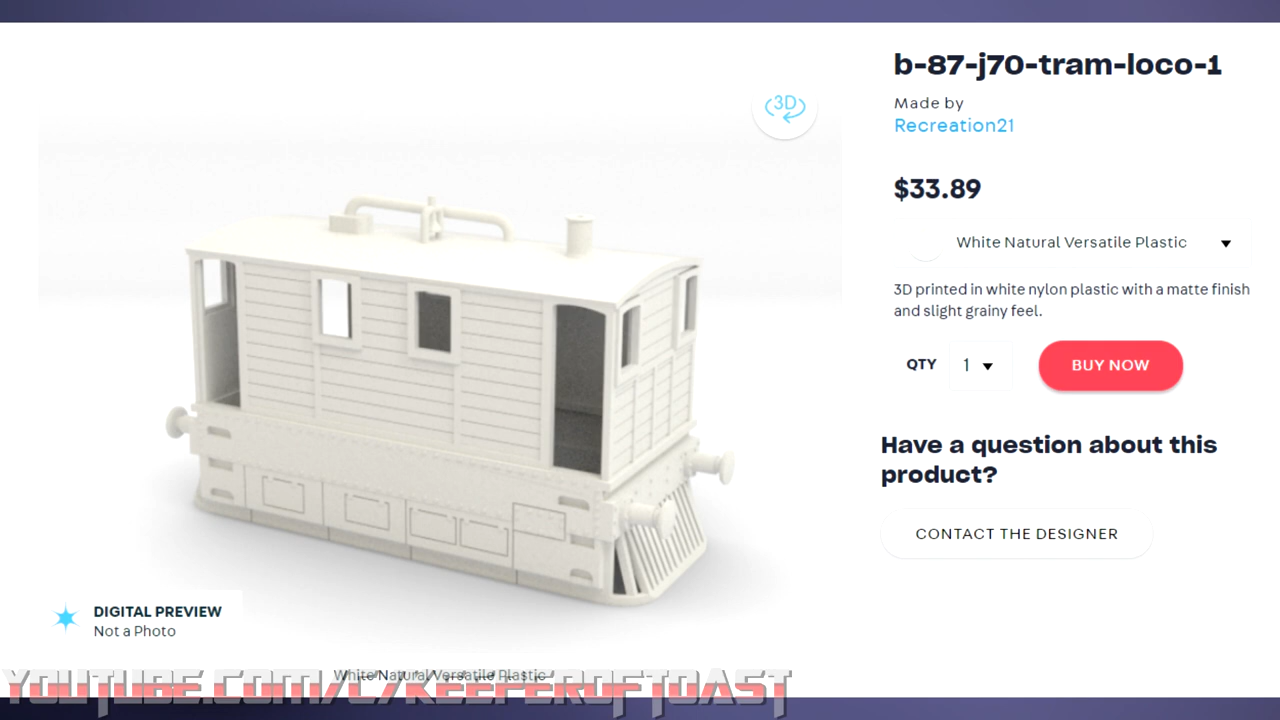 b-87-j70-tram-loco-1
Made by
Recreation21
3D
$33.89
White Natural Versatile Plastic
3D printed in white nylon plastic with a matte finish
and slight grainy feel.
QTY 1 BUY NOW
Have a question about this
product?
CONTACT THE DESIGNER
DIGITAL PREVIEW
Not a Photo
White Natural Versatile Plastic
YOUTUBE.COM/C/KEEPEROFTOAST